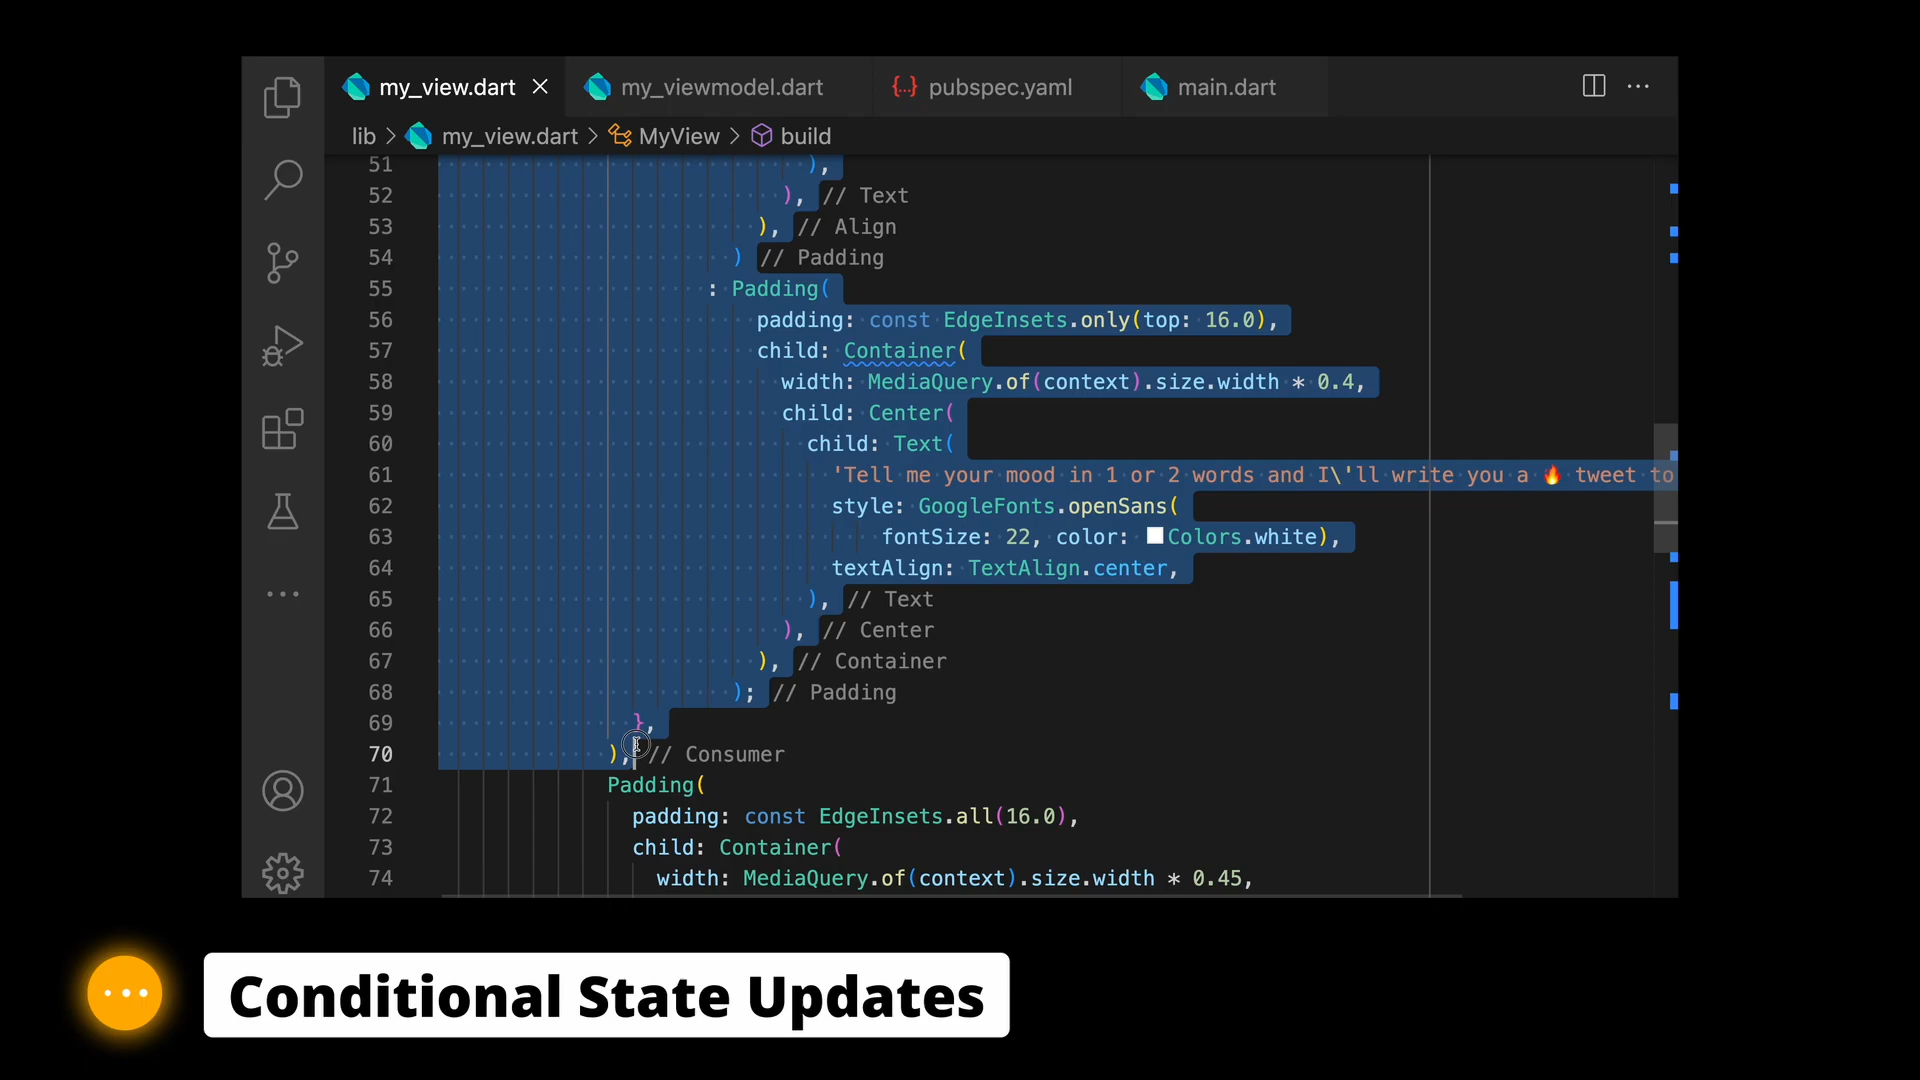 my_view.dart my_viewmodel.dart {...} pubspec.yaml main.dart
lib > my_view.dart > MyView > build
51 ),
52 ), // Text
53 ), // Align
54 ) // Padding
55 : Padding(
56 padding: const EdgeInsets.only(top: 16.0),
57 child: Container(
58 width: MediaQuery.of(context).size.width * 0.4,
59 child: Center(
60 child: Text(
61 'Tell me your mood in 1 or 2 words and I\'ll write you a 🔥 tweet to
62 style: GoogleFonts.openSans(
63 fontSize: 22, color: Colors.white),
64 textAlign: TextAlign.center,
65 ), // Text
66 ), // Center
67 ), // Container
68 ); // Padding
69 },
70 ), // Consumer
71 Padding(
72 padding: const EdgeInsets.all(16.0),
73 child: Container(
74 width: MediaQuery.of(context).size.width * 0.45,
Conditional State Updates